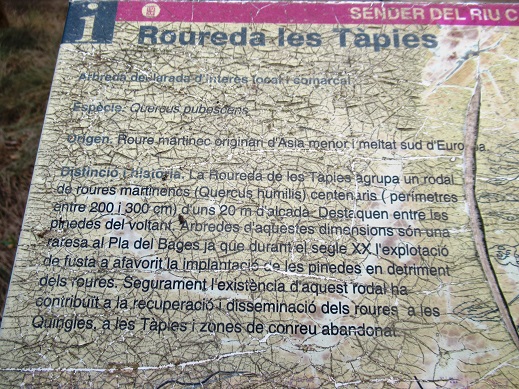 i
SENDER DEL RIU C
Roureda les Tàpies
Arbreda declarada d'interès local i comarcal
Espècie. Quercus pubescens
Origen. Roure martinec originari d'Asia menor i meitat sud d'Europa
Distinció i història. La Roureda de les Tàpies agrupa un rodal
de roures martinencs (Quercus humilis) centenaris ( perímetres
entre 200 i 300 cm) d'uns 20 m d'alçada. Destaquen entre les
pinedes del voltant. Arbredes d'aquestes dimensions són una
raresa al Pla del Bages ja que durant el segle XX l'explotació
de fusta a afavorit la implantació de les pinedes en detriment
dels roures. Segurament l'existència d'aquest rodal ha
contribuït a la recuperació i disseminació dels roures a les
Quingles, a les Tàpies i zones de conreu abandonat.